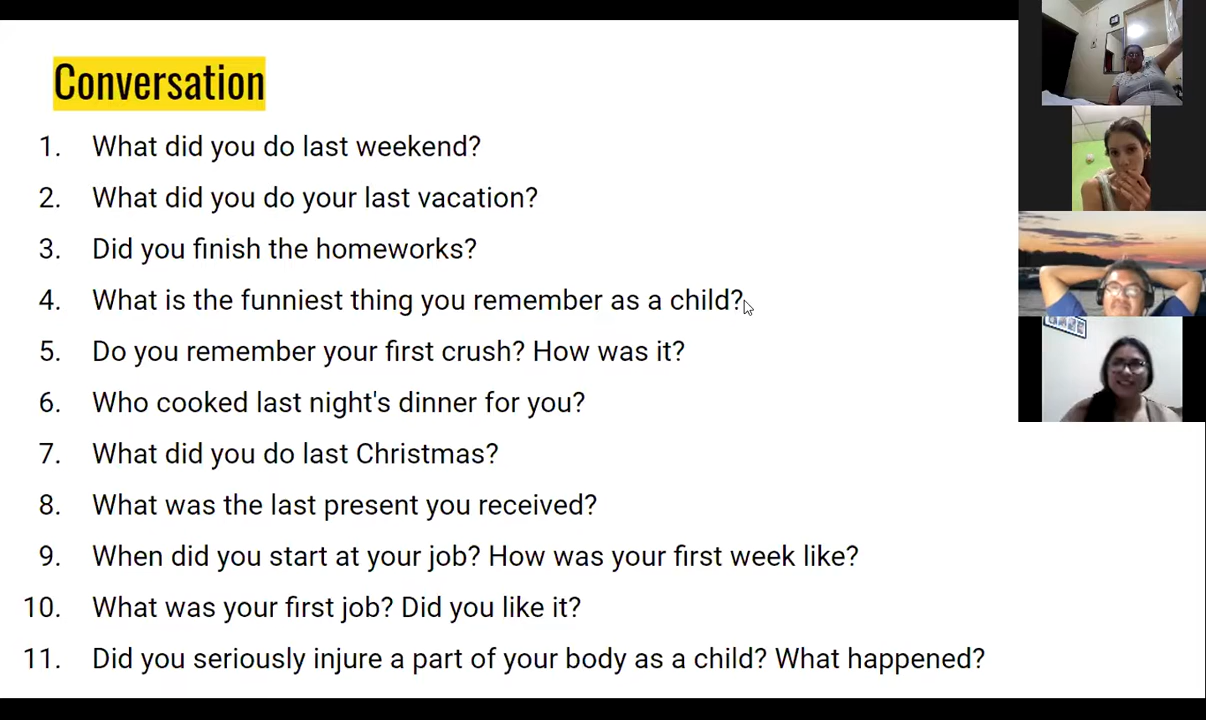 Conversation
1. What did you do last weekend?
2. What did you do your last vacation?
3. Did you finish the homeworks?
4. What is the funniest thing you remember as a child?
5. Do you remember your first crush? How was it?
6. Who cooked last night's dinner for you?
7. What did you do last Christmas?
8. What was the last present you received?
9. When did you start at your job? How was your first week like?
10. What was your first job? Did you like it?
11. Did you seriously injure a part of your body as a child? What happened?